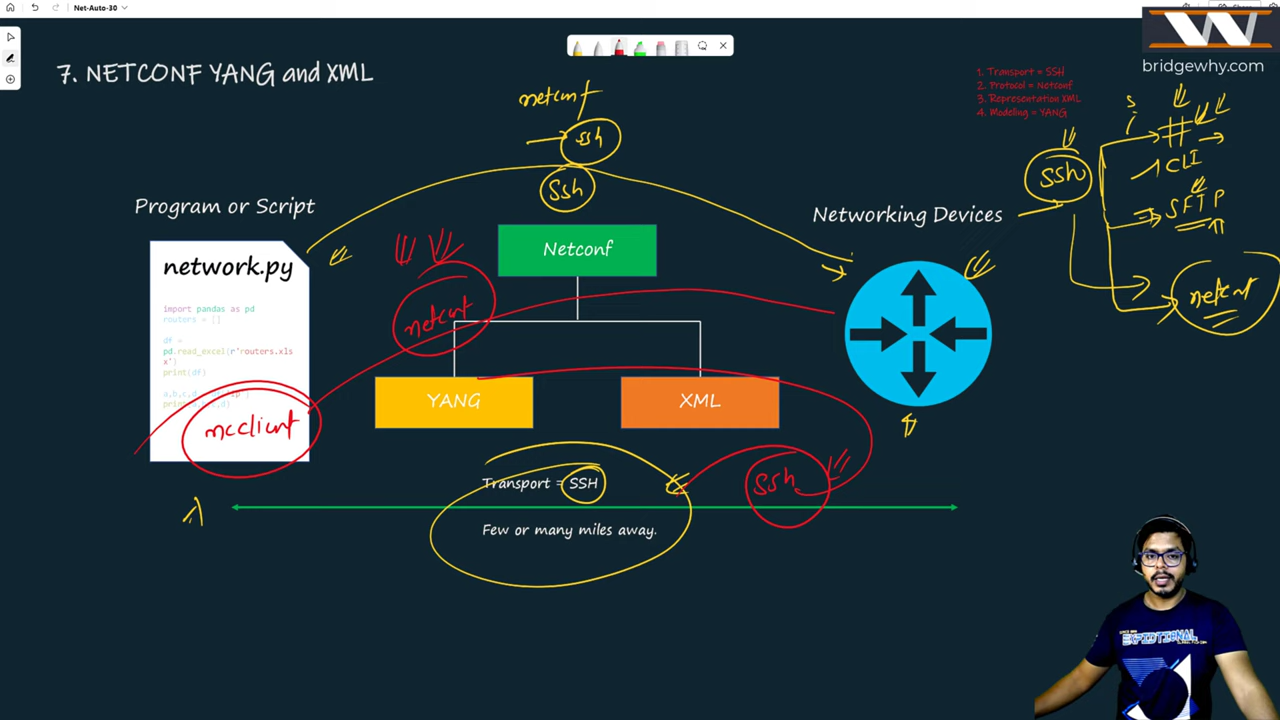 Net-Auto-30
bridgewhy.com
7. NETCONF YANG and XML
1. Transport = SSH
2. Protocol = Netconf
3. Representation XML
4. Modeling = YANG
netconf
ssh
ssh
ssh
CLI
SFTP
netconf
Program or Script
Networking Devices
network.py
import pandas as pd
routers = []
df =
pd.read_excel(r'routers.xls
x')
print(df)
Netconf
netconf
YANG
XML
ncclient
Transport = SSH
ssh
Few or many miles away.